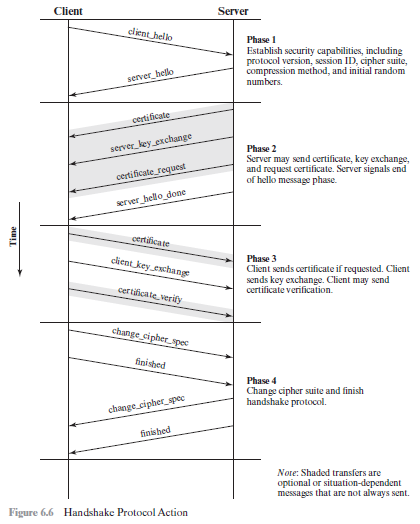 Client
Server
client_hello
server_hello
Phase 1
Establish security capabilities, including
protocol version, session ID, cipher suite,
compression method, and initial random
numbers.
certificate
server_key_exchange
certificate_request
server_hello_done
Phase 2
Server may send certificate, key exchange,
and request certificate. Server signals end
of hello message phase.
Time
certificate
client_key_exchange
certificate_verify
Phase 3
Client sends certificate if requested. Client
sends key exchange. Client may send
certificate verification.
change_cipher_spec
finished
change_cipher_spec
finished
Phase 4
Change cipher suite and finish
handshake protocol.
Note: Shaded transfers are
optional or situation-dependent
messages that are not always sent.
Figure 6.6 Handshake Protocol Action